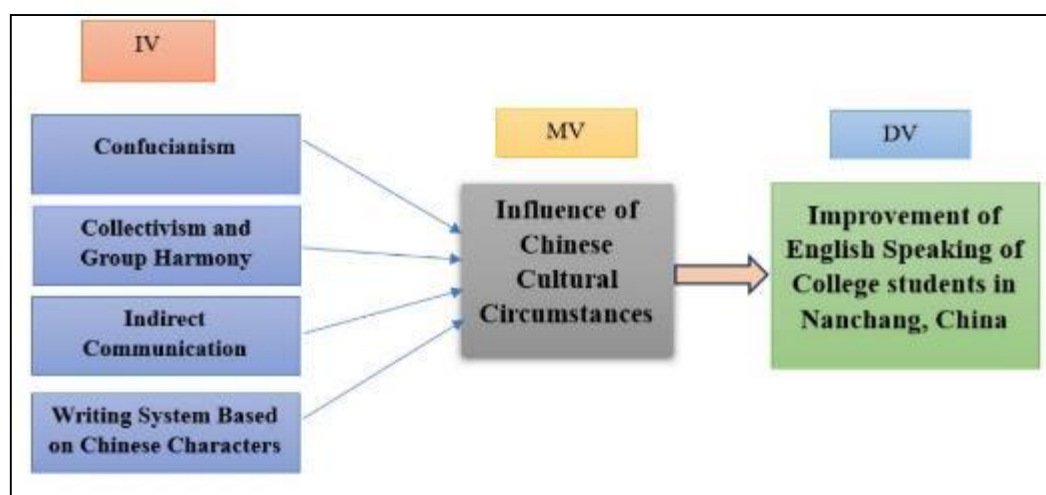 IV
Confucianism
Collectivism and
Group Harmony
Indirect
Communication
Writing System Based
on Chinese Characters
MV
Influence of
Chinese
Cultural
Circumstances
DV
Improvement of
English Speaking of
College students in
Nanchang, China